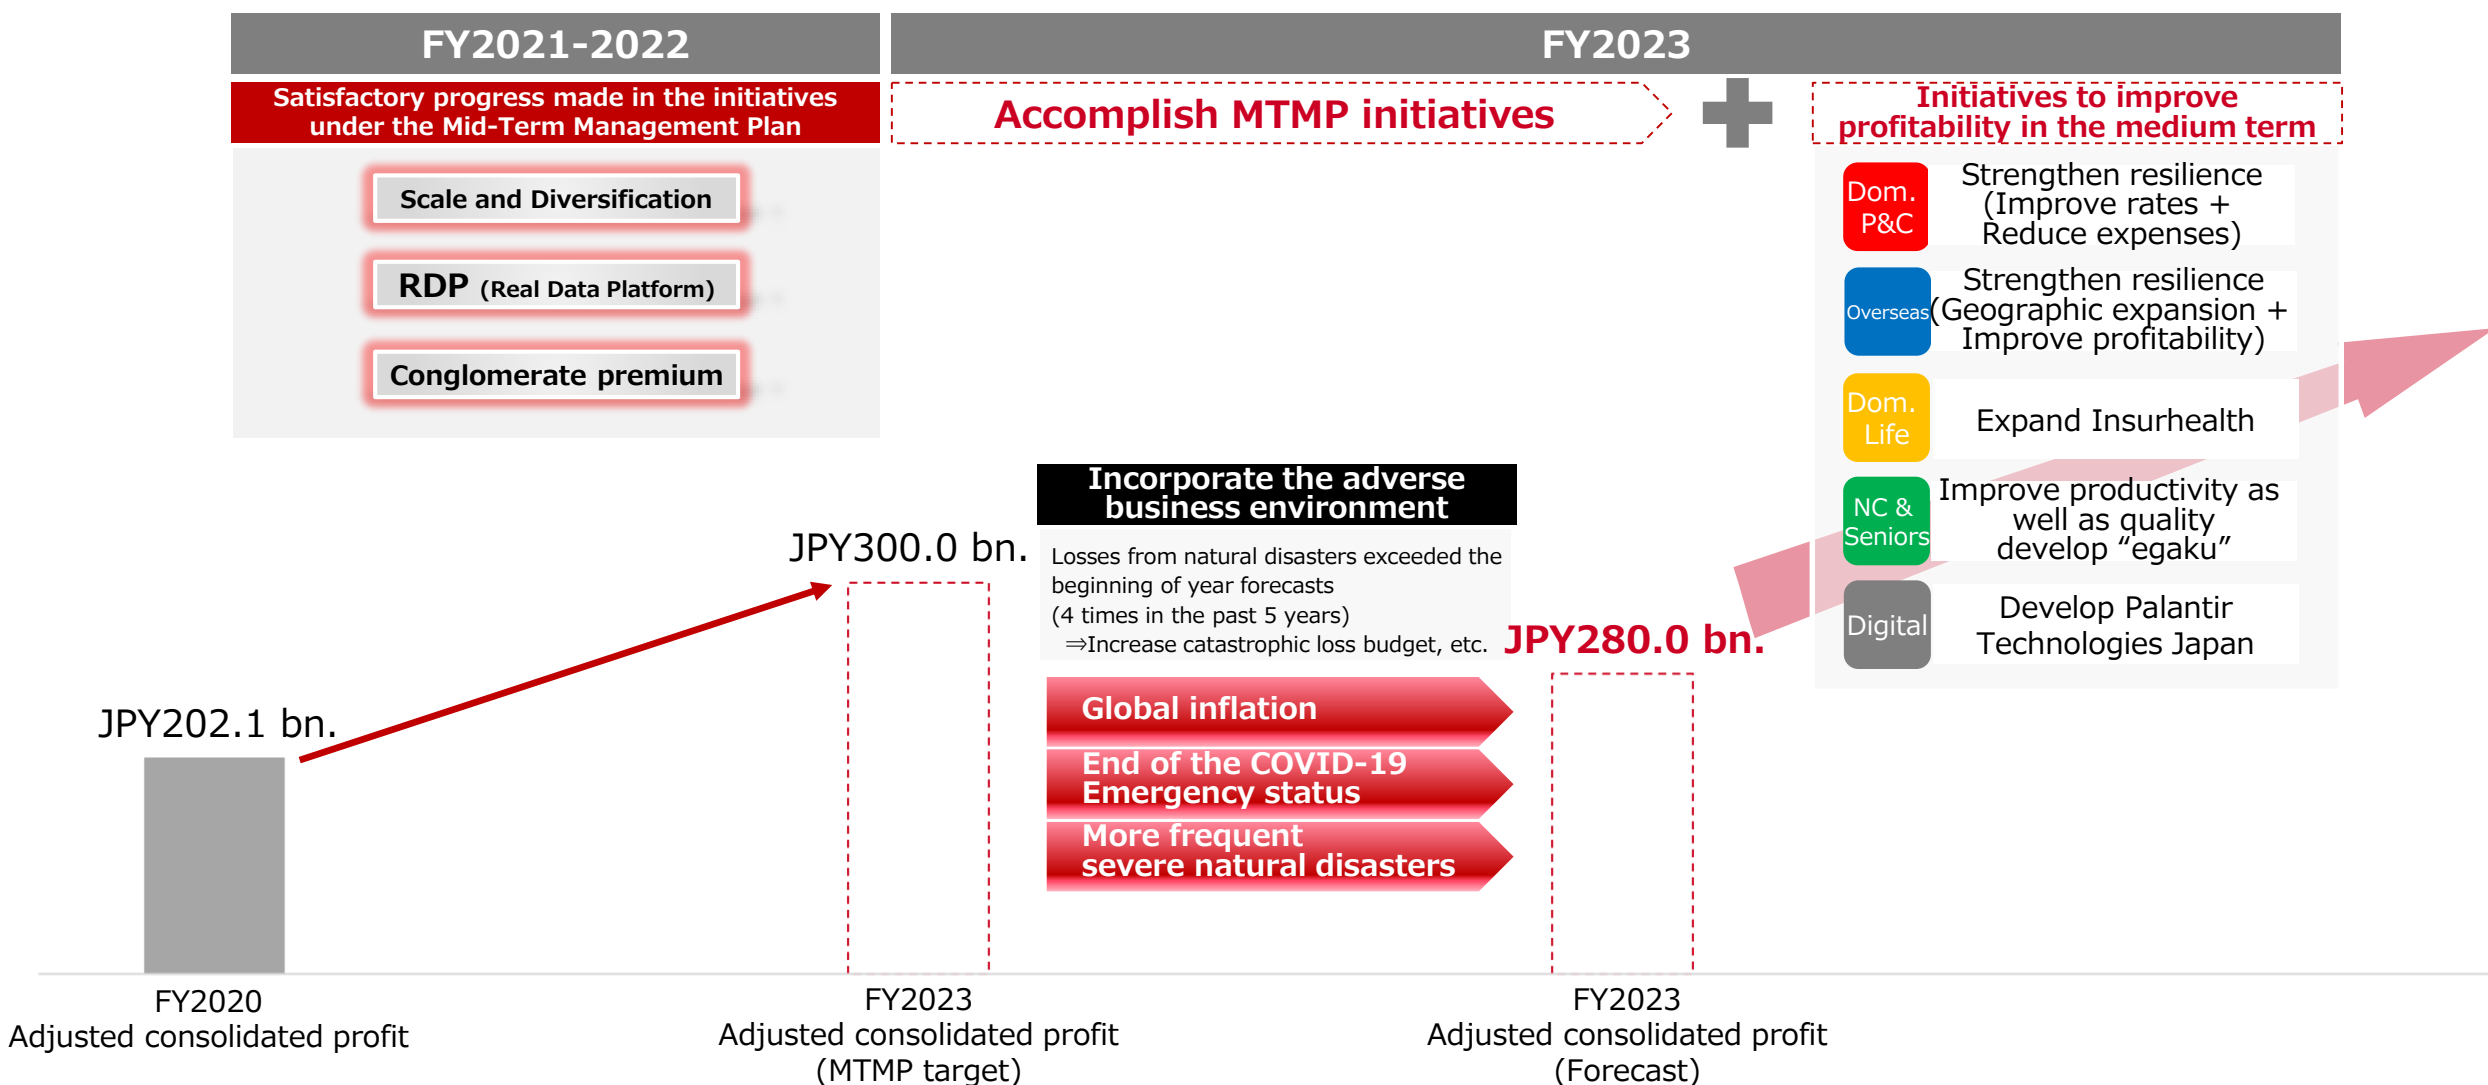 FY2021-2022
FY2023
Satisfactory progress made in the initiatives
under the Mid-Term Management Plan
Accomplish MTMP initiatives
Initiatives to improve
profitability in the medium term
Scale and Diversification
RDP (Real Data Platform)
Conglomerate premium
Dom.
P&C
Strengthen resilience
(Improve rates +
Reduce expenses)
Overseas
Strengthen resilience
(Geographic expansion +
Improve profitability)
Dom.
Life
Expand Insurhealth
NC &
Seniors
Improve productivity as
well as quality
develop “egaku”
Digital
Develop Palantir
Technologies Japan
Incorporate the adverse
business environment
Losses from natural disasters exceeded the
beginning of year forecasts
(4 times in the past 5 years)
⇒Increase catastrophic loss budget, etc.
Global inflation
End of the COVID-19
Emergency status
More frequent
severe natural disasters
JPY202.1 bn.
JPY300.0 bn.
JPY280.0 bn.
FY2020
Adjusted consolidated profit
FY2023
Adjusted consolidated profit
(MTMP target)
FY2023
Adjusted consolidated profit
(Forecast)